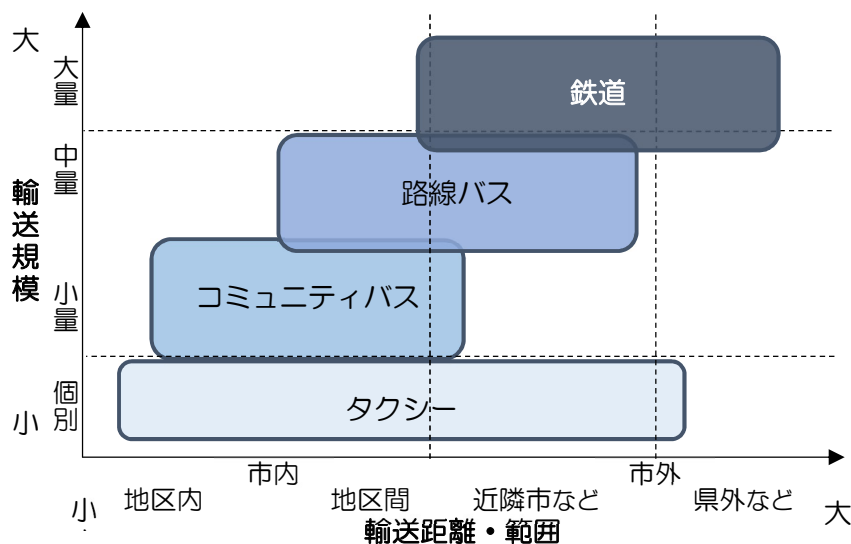 大
大量
鉄道
中量
路線バス
輸送規模
コミュニティバス
小量
個別
タクシー
小
市内
市外
小
地区内
地区間
近隣市など
県外など
大
輸送距離・範囲